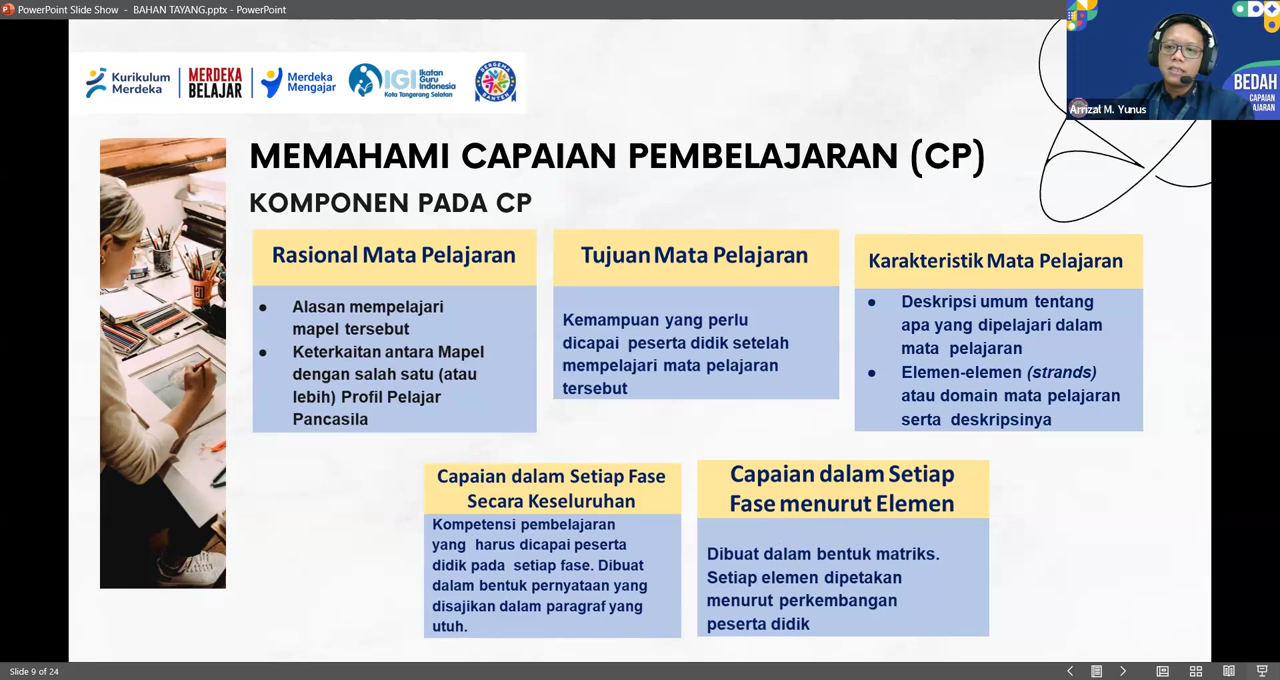 PowerPoint Slide Show - BAHAN TAYANG.pptx - PowerPoint
Kurikulum
Merdeka
MERDEKA
BELAJAR
Merdeka
Mengajar
IGI
Ikatan
Guru
Indonesia
Kota Tangerang Selatan
BEDAH
CAPAIAN
AJARAN
Arrizal M. Yunus
MEMAHAMI CAPAIAN PEMBELAJARAN (CP)
KOMPONEN PADA CP
Rasional Mata Pelajaran
● Alasan mempelajari
mapel tersebut
● Keterkaitan antara Mapel
dengan salah satu (atau
lebih) Profil Pelajar
Pancasila
Tujuan Mata Pelajaran
Kemampuan yang perlu
dicapai peserta didik setelah
mempelajari mata pelajaran
tersebut
Karakteristik Mata Pelajaran
● Deskripsi umum tentang
apa yang dipelajari dalam
mata pelajaran
● Elemen-elemen (strands)
atau domain mata pelajaran
serta deskripsinya
Capaian dalam Setiap Fase
Secara Keseluruhan
Kompetensi pembelajaran
yang harus dicapai peserta
didik pada setiap fase. Dibuat
dalam bentuk pernyataan yang
disajikan dalam paragraf yang
utuh.
Capaian dalam Setiap
Fase menurut Elemen
Dibuat dalam bentuk matriks.
Setiap elemen dipetakan
menurut perkembangan
peserta didik
Slide 9 of 24